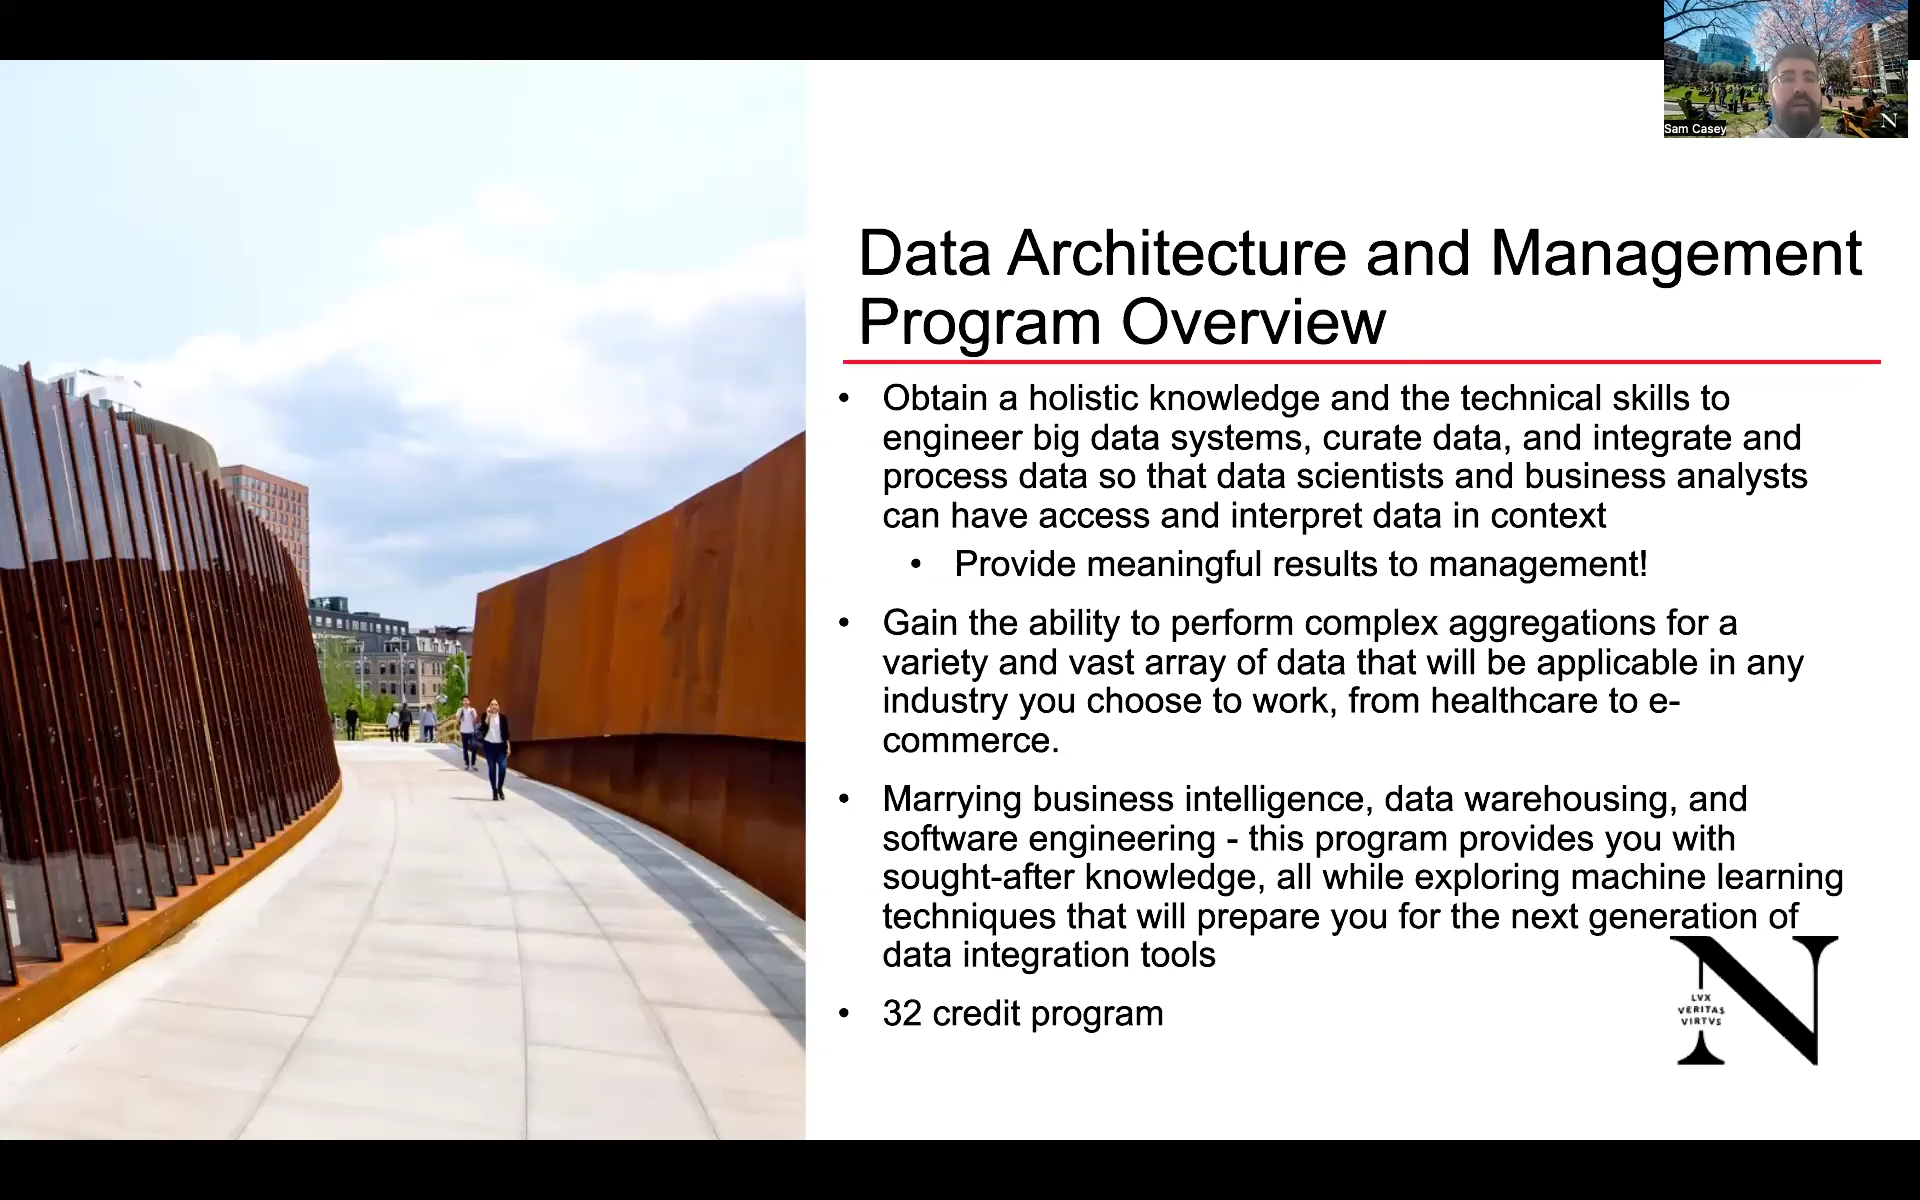 Sam Casey
N
Data Architecture and Management
Program Overview
• Obtain a holistic knowledge and the technical skills to
engineer big data systems, curate data, and integrate and
process data so that data scientists and business analysts
can have access and interpret data in context
• Provide meaningful results to management!
• Gain the ability to perform complex aggregations for a
variety and vast array of data that will be applicable in any
industry you choose to work, from healthcare to e-
commerce.
• Marrying business intelligence, data warehousing, and
software engineering - this program provides you with
sought-after knowledge, all while exploring machine learning
techniques that will prepare you for the next generation of
data integration tools
• 32 credit program
N
LVX
VERITAS
VIRTVS